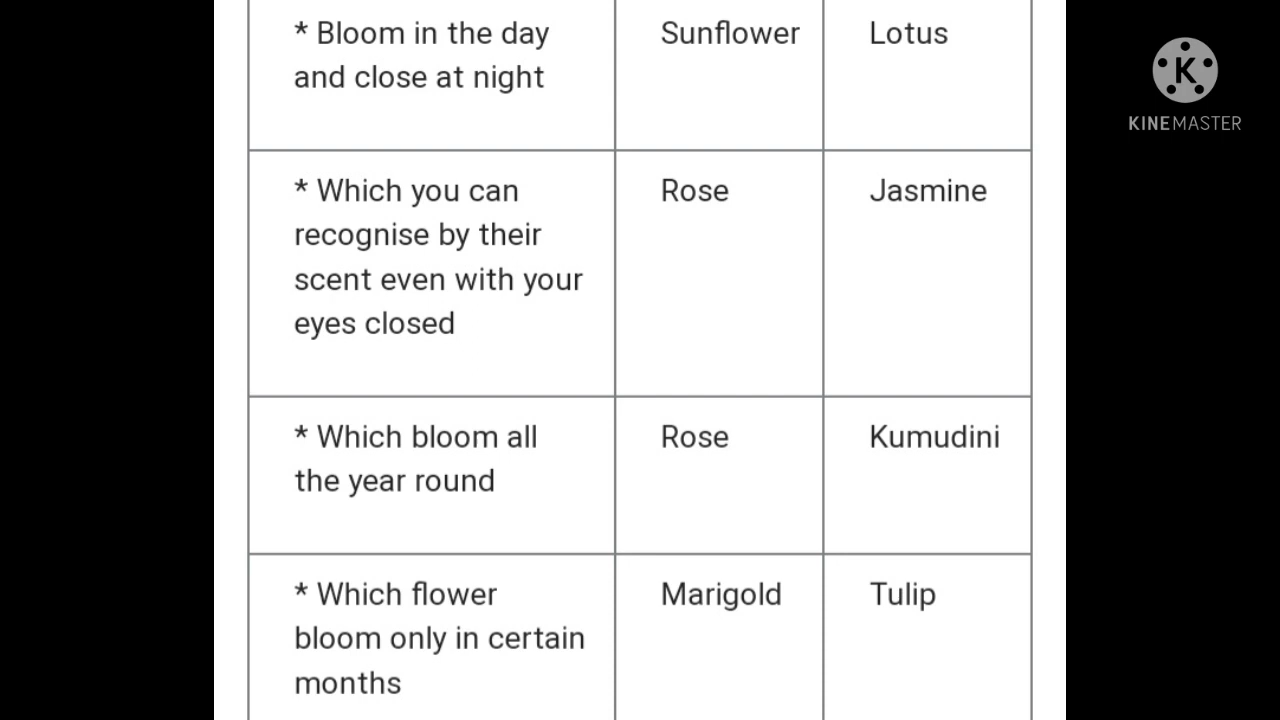 * Bloom in the day Sunflower Lotus
and close at night
* Which you can Rose Jasmine
recognise by their
scent even with your
eyes closed
* Which bloom all Rose Kumudini
the year round
* Which flower Marigold Tulip
bloom only in certain
months
K
KINEMASTER